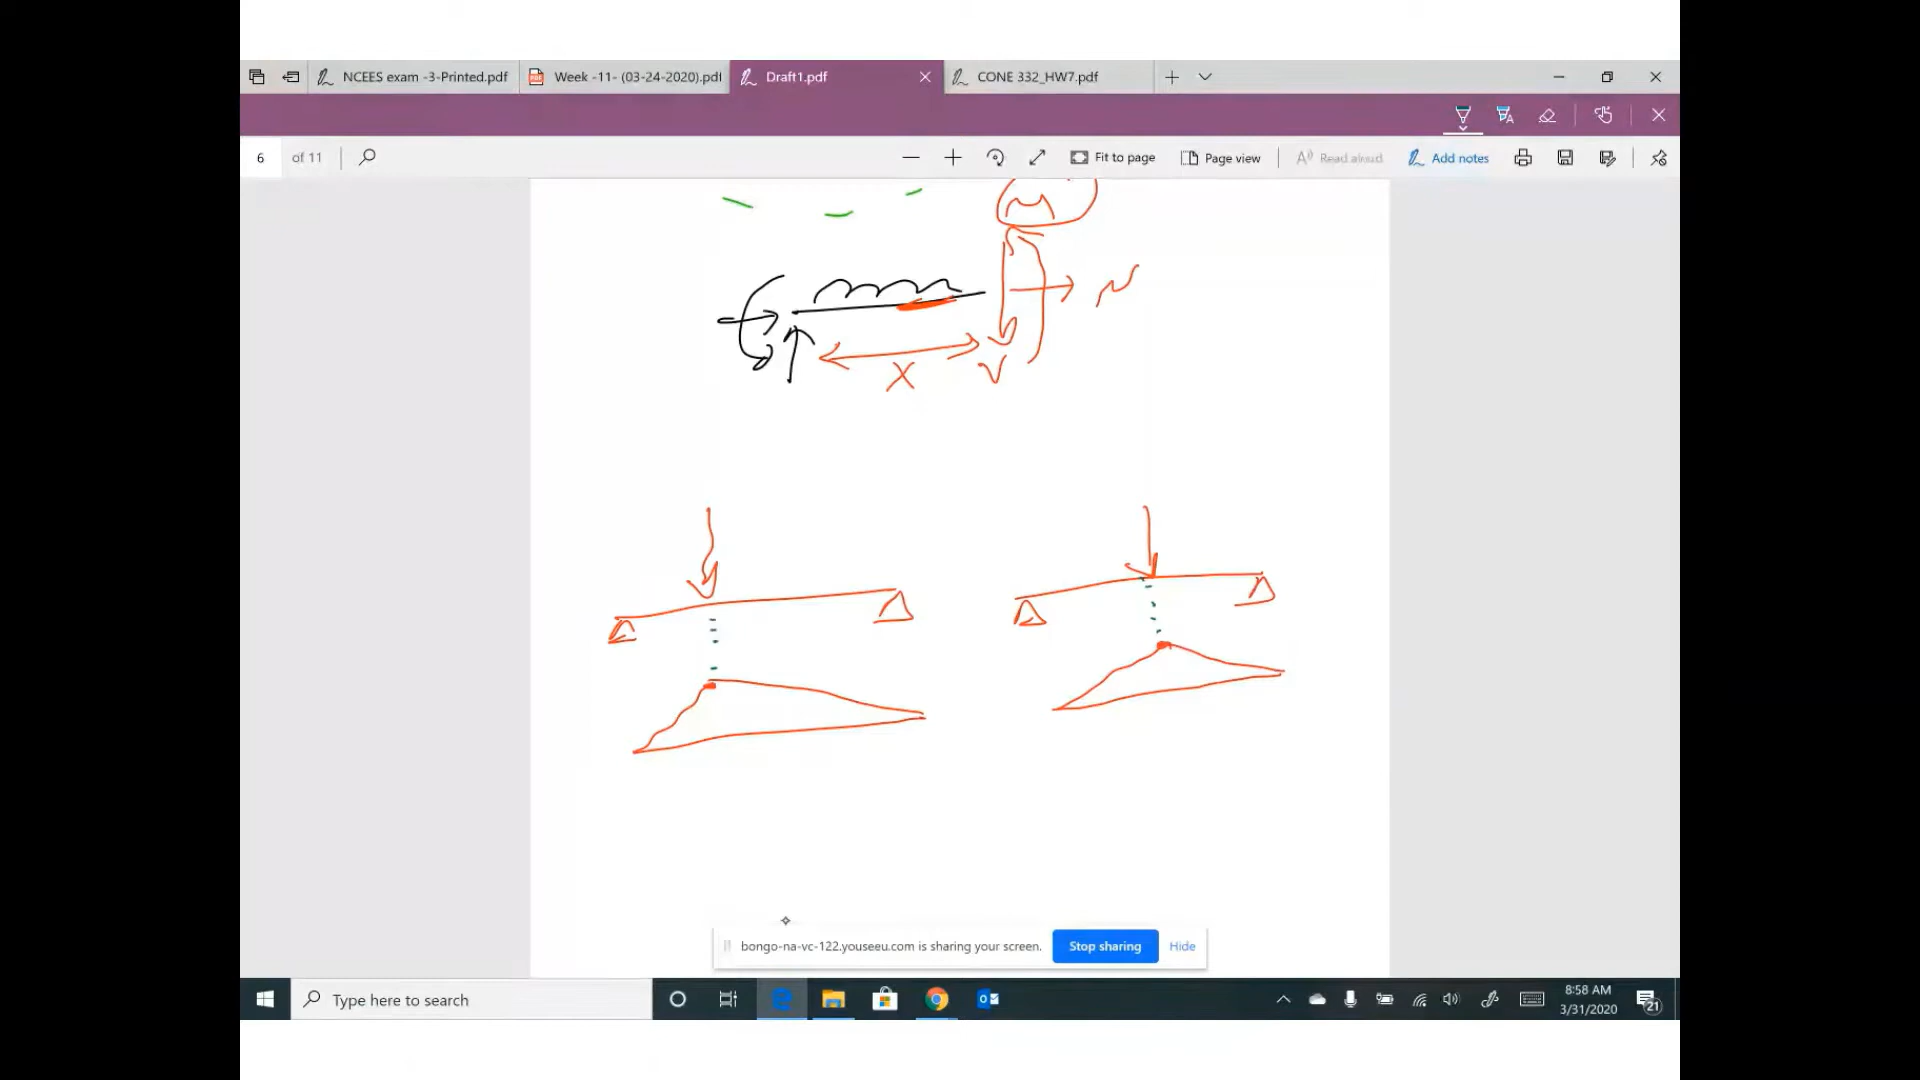 NCEES exam -3-Printed.pdf
Week -11- (03-24-2020).pdf
Draft1.pdf
CONE 332_HW7.pdf
6 of 11
Fit to page
Page view
Read aloud
Add notes
M
N
X
V
bongo-na-vc-122.youseeu.com is sharing your screen.
Stop sharing
Hide
Type here to search
8:58 AM
3/31/2020
21